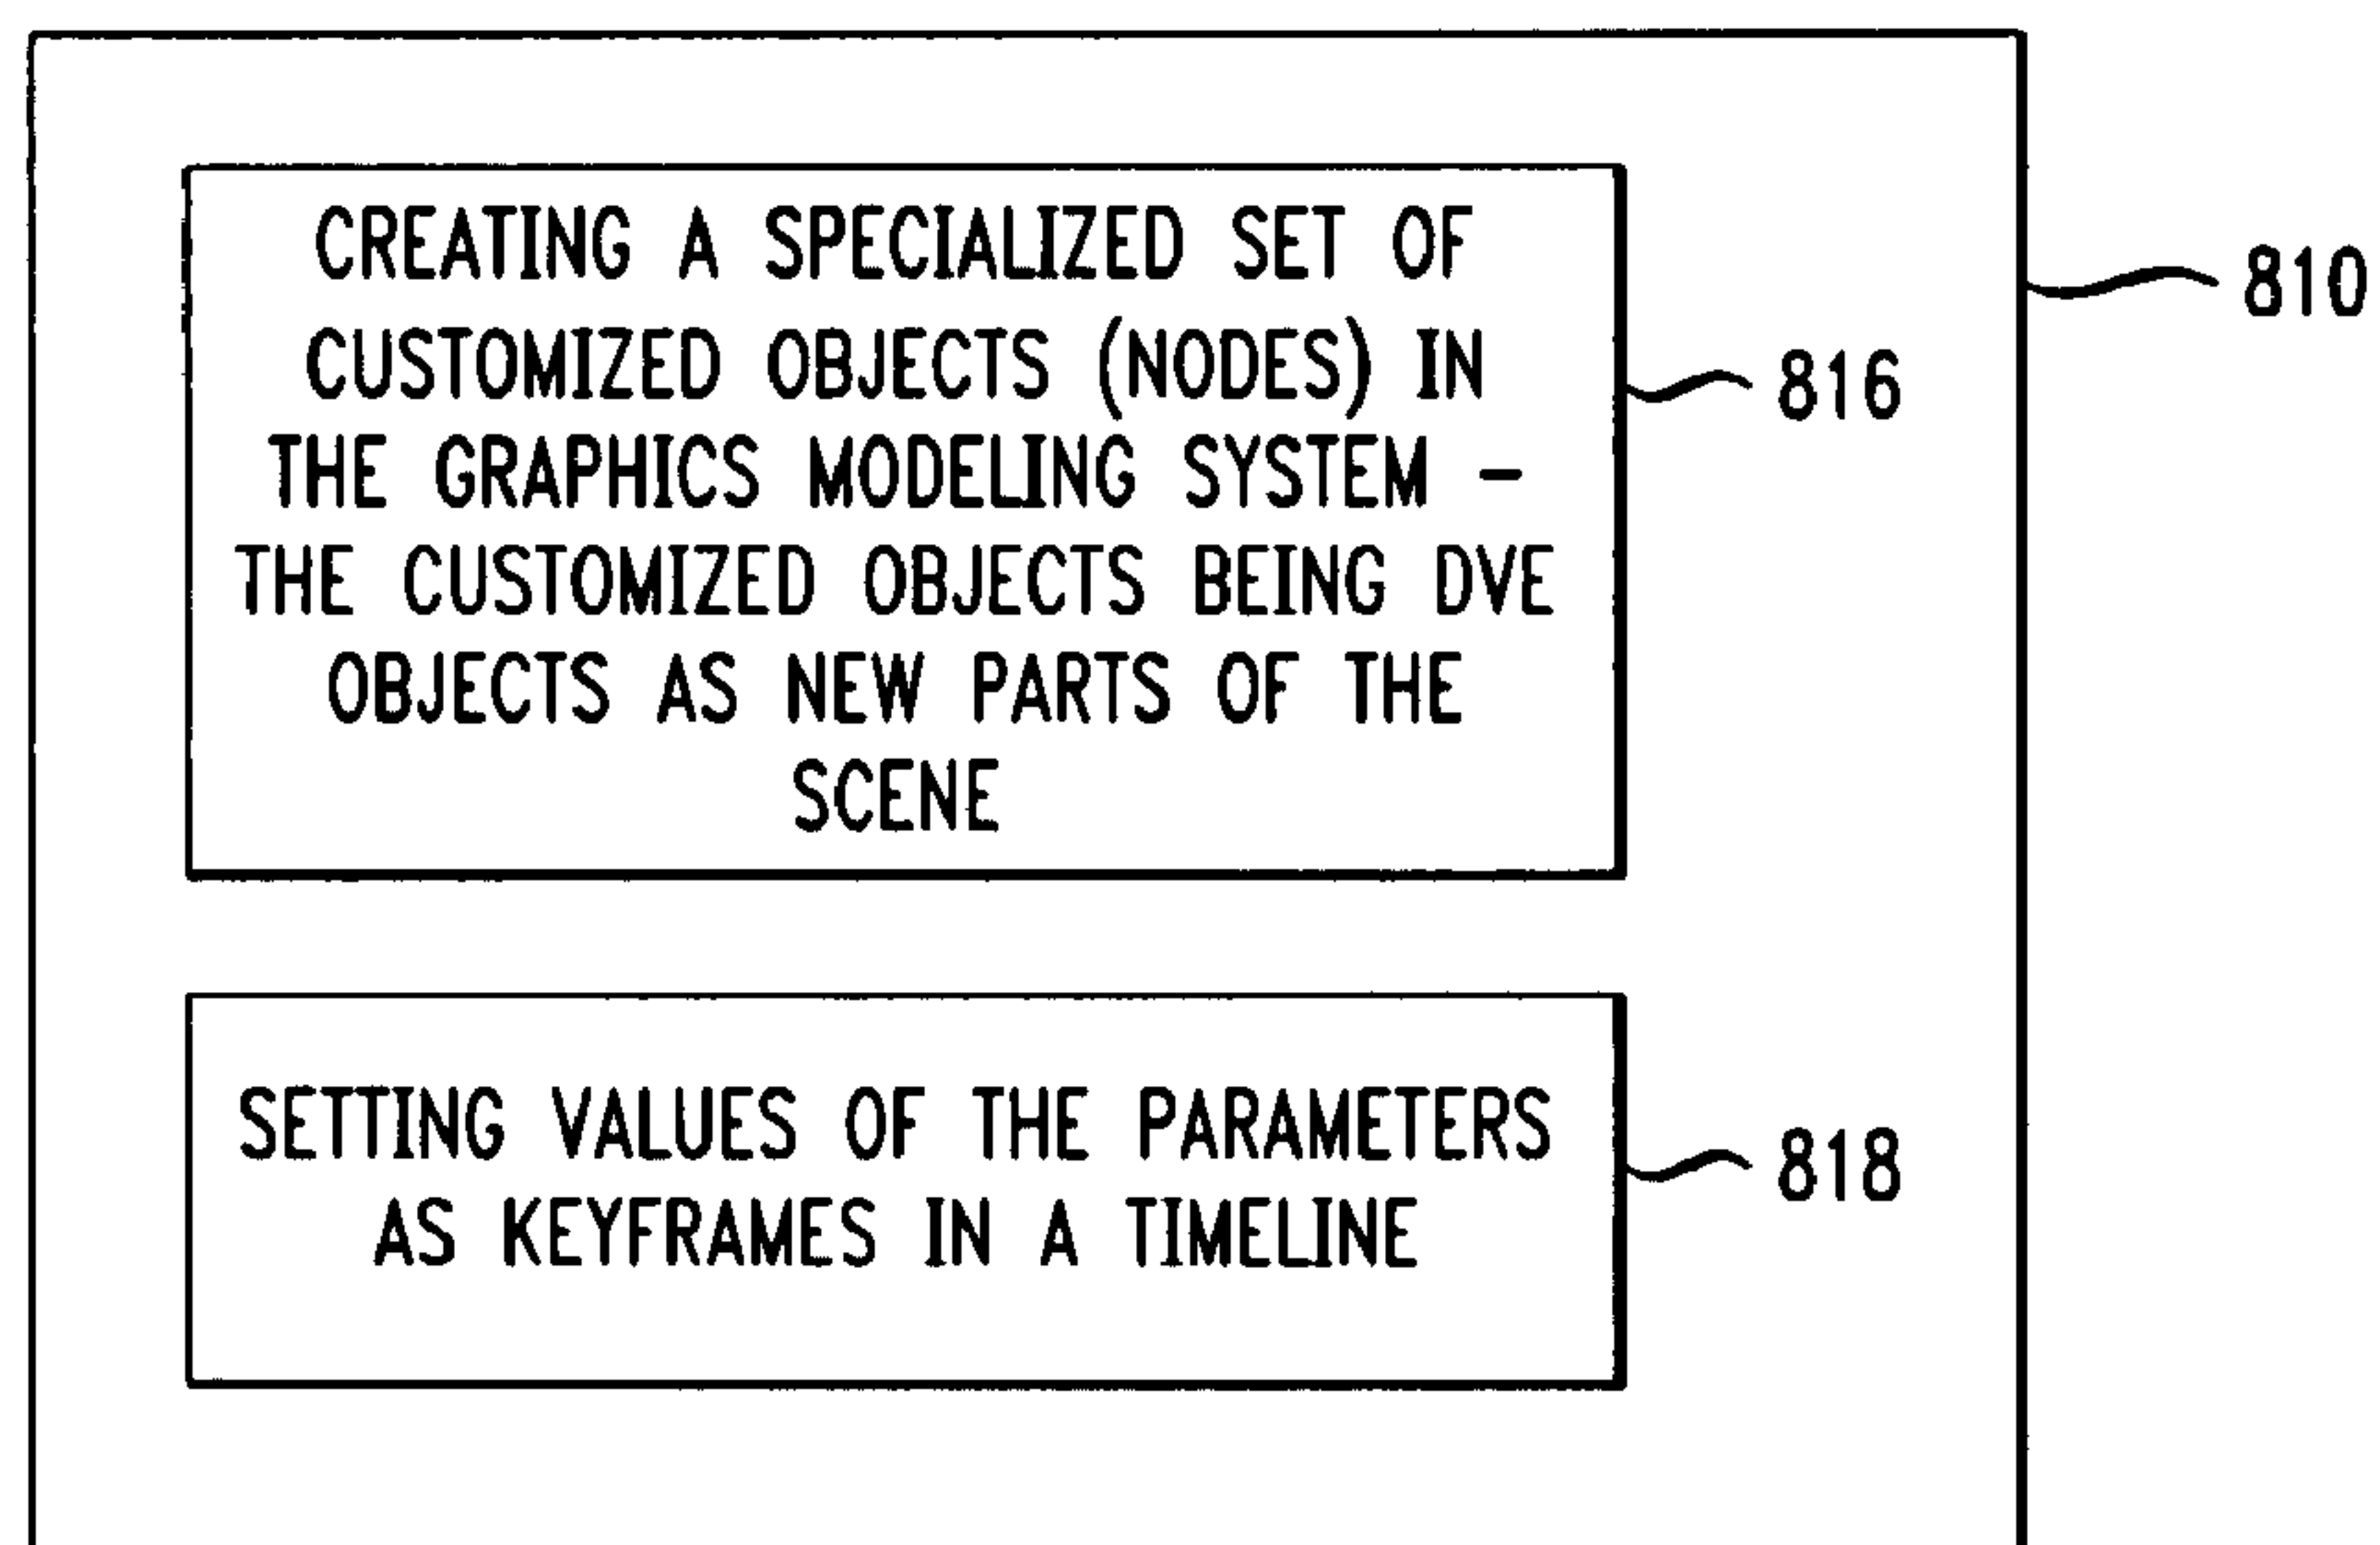 CREATING A SPECIALIZED SET OF
CUSTOMIZED OBJECTS (NODES) IN
THE GRAPHICS MODELING SYSTEM -
THE CUSTOMIZED OBJECTS BEING DVE
OBJECTS AS NEW PARTS OF THE
SCENE
810
816
SETTING VALUES OF THE PARAMETERS
AS KEYFRAMES IN A TIMELINE
818